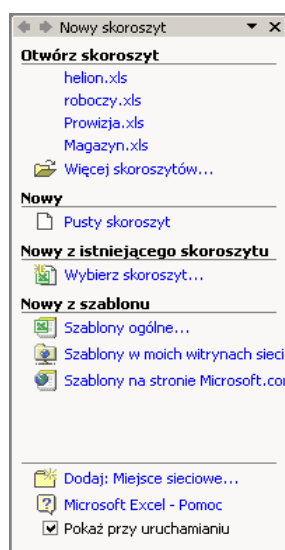 Nowy skoroszyt
Otwórz skoroszyt
helion.xls
roboczy.xls
Prowizja.xls
Magazyn.xls
Więcej skoroszytów...
Nowy
Pusty skoroszyt
Nowy z istniejącego skoroszytu
Wybierz skoroszyt...
Nowy z szablonu
Szablony ogólne...
Szablony w moich witrynach sieci
Szablony na stronie Microsoft.co
Dodaj: Miejsce sieciowe...
Microsoft Excel - Pomoc
Pokaż przy uruchamianiu